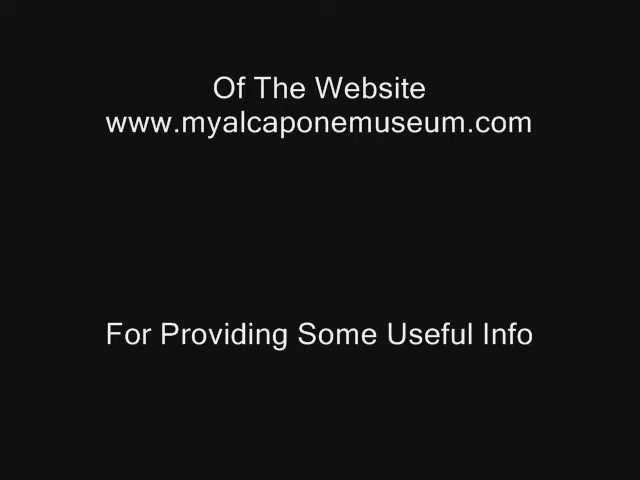 Of The Website
www.myalcaponemuseum.com
For Providing Some Useful Info